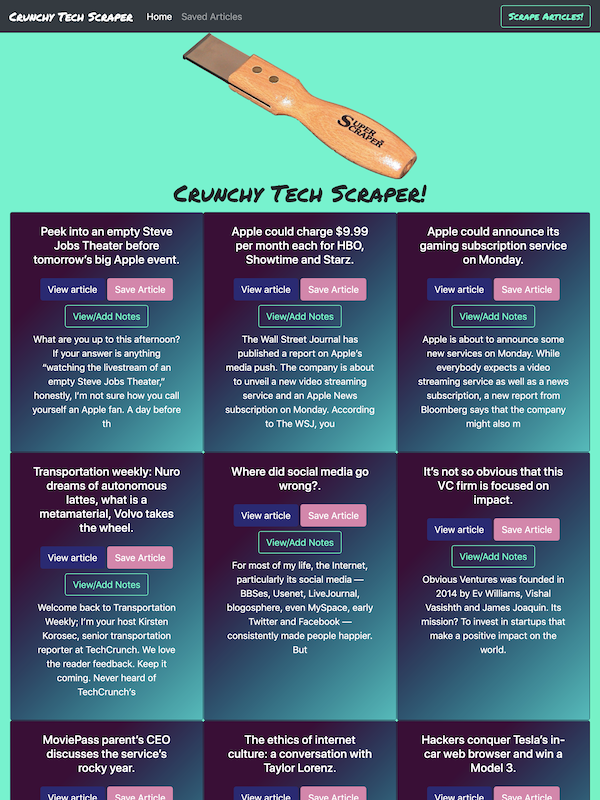 Crunchy Tech Scraper Home Saved Articles Scrape Articles!
Super
Scraper
Crunchy Tech Scraper!
Peek into an empty Steve
Jobs Theater before
tomorrow's big Apple event.
View article Save Article
View/Add Notes
What are you up to this afternoon?
If your answer is anything
“watching the livestream of an
empty Steve Jobs Theater,”
honestly, I’m not sure how you call
yourself an Apple fan. A day before
th
Apple could charge $9.99
per month each for HBO,
Showtime and Starz.
View article Save Article
View/Add Notes
The Wall Street Journal has
published a report on Apple’s
media push. The company is about
to unveil a new video streaming
service and an Apple News
subscription on Monday. According
to The WSJ, you
Apple could announce its
gaming subscription service
on Monday.
View article Save Article
View/Add Notes
Apple is about to announce some
new services on Monday. While
everybody expects a video
streaming service as well as a news
subscription, a new report from
Bloomberg says that the company
might also m
Transportation weekly: Nuro
dreams of autonomous
lattes, what is a
metamaterial, Volvo takes
the wheel.
View article Save Article
View/Add Notes
Welcome back to Transportation
Weekly; I’m your host Kirsten
Korosec, senior transportation
reporter at TechCrunch. We love
the reader feedback. Keep it
coming. Never heard of
TechCrunch’s
Where did social media go
wrong?.
View article Save Article
View/Add Notes
For most of my life, the Internet,
particularly its social media —
BBSes, Usenet, LiveJournal,
blogosphere, even MySpace, early
Twitter and Facebook —
consistently made people happier.
But
It’s not so obvious that this
VC firm is focused on
impact.
View article Save Article
View/Add Notes
Obvious Ventures was founded in
2014 by Ev Williams, Vishal
Vasishth and James Joaquin. Its
mission? To invest in startups that
make a positive impact on the
world.
MoviePass parent’s CEO
discusses the service’s
rocky year.
View article Save Article
The ethics of internet
culture: a conversation with
Taylor Lorenz.
View article Save Article
Hackers conquer Tesla’s in-
car web browser and win a
Model 3.
View article Save Article